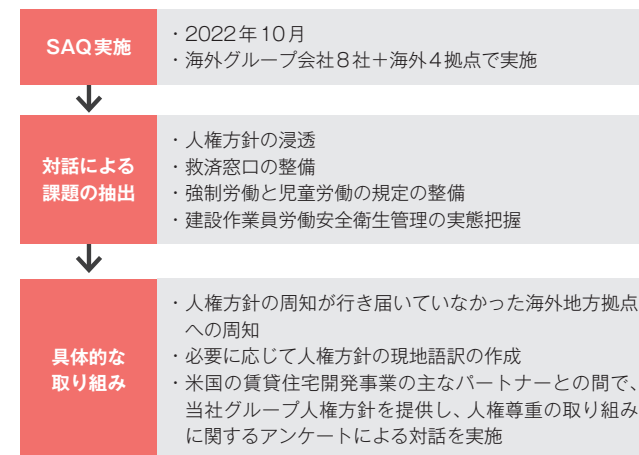 SAQ実施
・2022年10月
・海外グループ会社8社＋海外4拠点で実施
対話による
課題の抽出
・人権方針の浸透
・救済窓口の整備
・強制労働と児童労働の規定の整備
・建設作業員労働安全衛生管理の実態把握
具体的な
取り組み
・人権方針の周知が行き届いていなかった海外地方拠点
への周知
・必要に応じて人権方針の現地語訳の作成
・米国の賃貸住宅開発事業の主なパートナーとの間で、
当社グループ人権方針を提供し、人権尊重の取り組み
に関するアンケートによる対話を実施